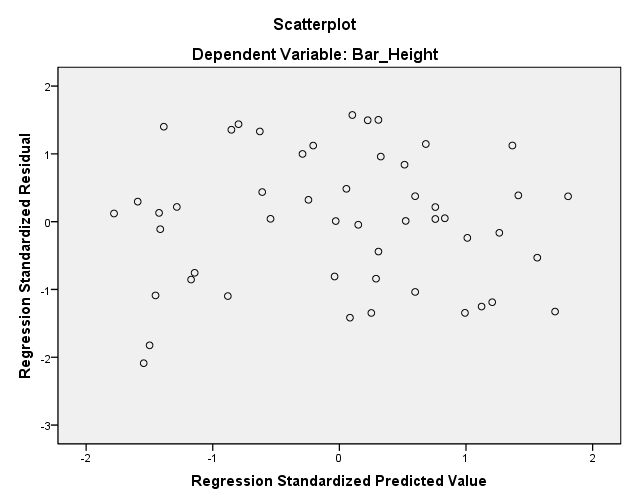 Scatterplot
Dependent Variable: Bar_Height
Regression Standardized Residual
2
1
0
-1
-2
-3
-2
-1
0
1
2
Regression Standardized Predicted Value